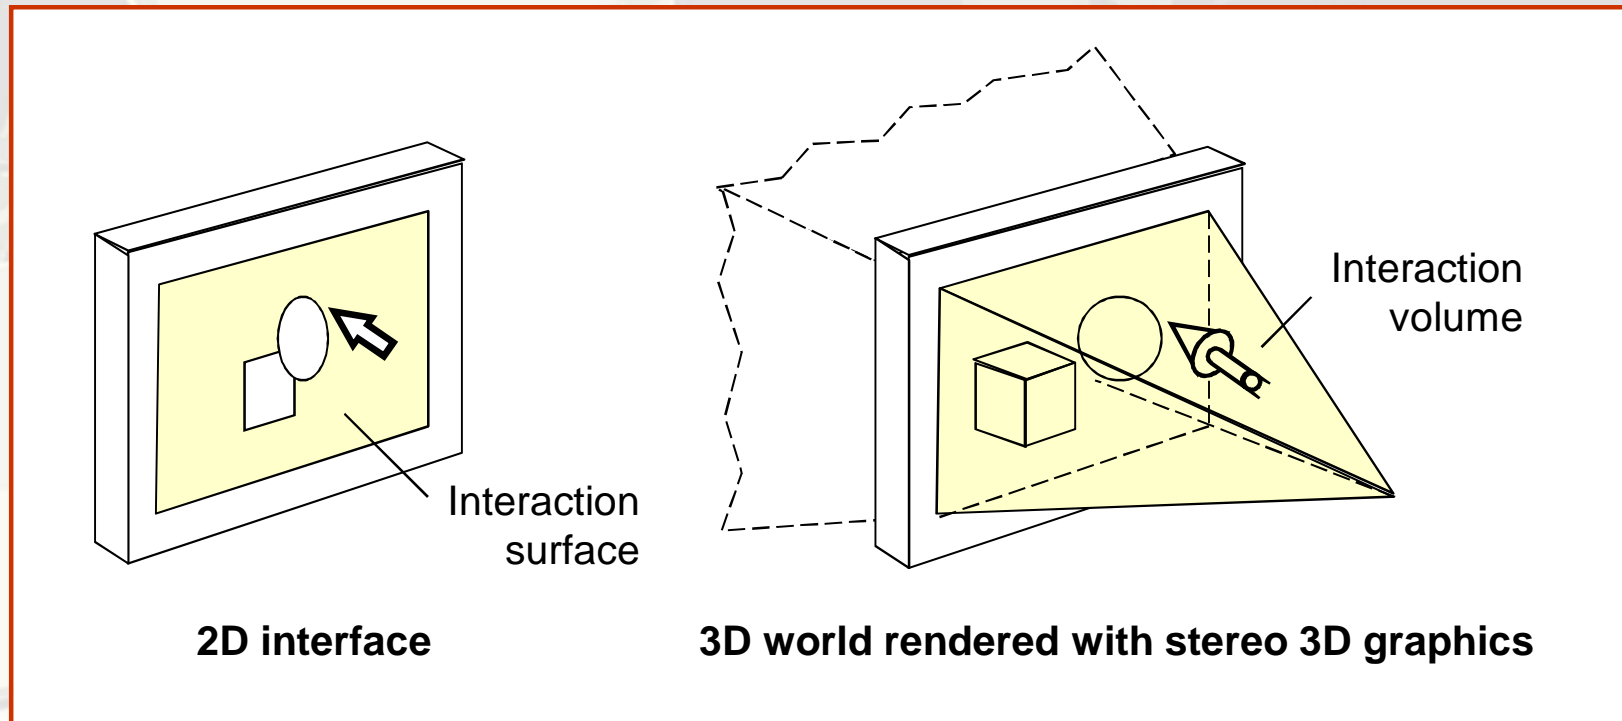 Interaction
surface
2D interface
Interaction
volume
3D world rendered with stereo 3D graphics